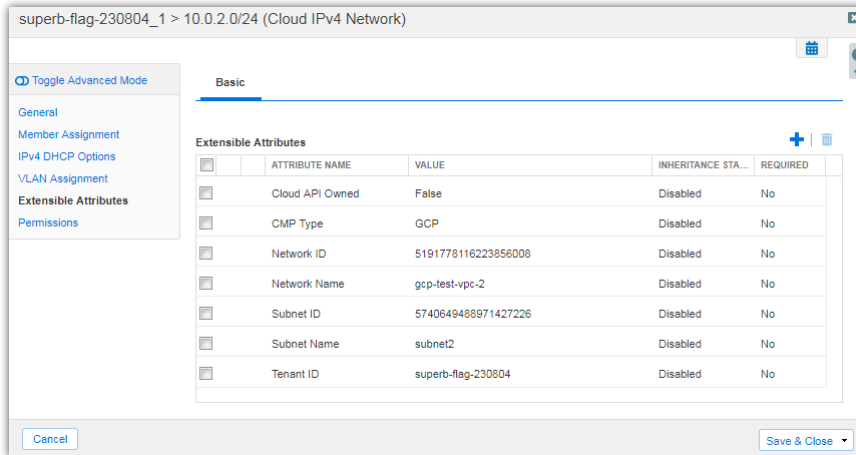 superb-flag-230804_1 > 10.0.2.0/24 (Cloud IPv4 Network)
Toggle Advanced Mode
General
Member Assignment
IPv4 DHCP Options
VLAN Assignment
Extensible Attributes
Permissions
Basic
Extensible Attributes
ATTRIBUTE NAME VALUE INHERITANCE STA... REQUIRED
Cloud API Owned False Disabled No
CMP Type GCP Disabled No
Network ID 5191778116223856008 Disabled No
Network Name gcp-test-vpc-2 Disabled No
Subnet ID 5740649488971427226 Disabled No
Subnet Name subnet2 Disabled No
Tenant ID superb-flag-230804 Disabled No
Cancel
Save & Close